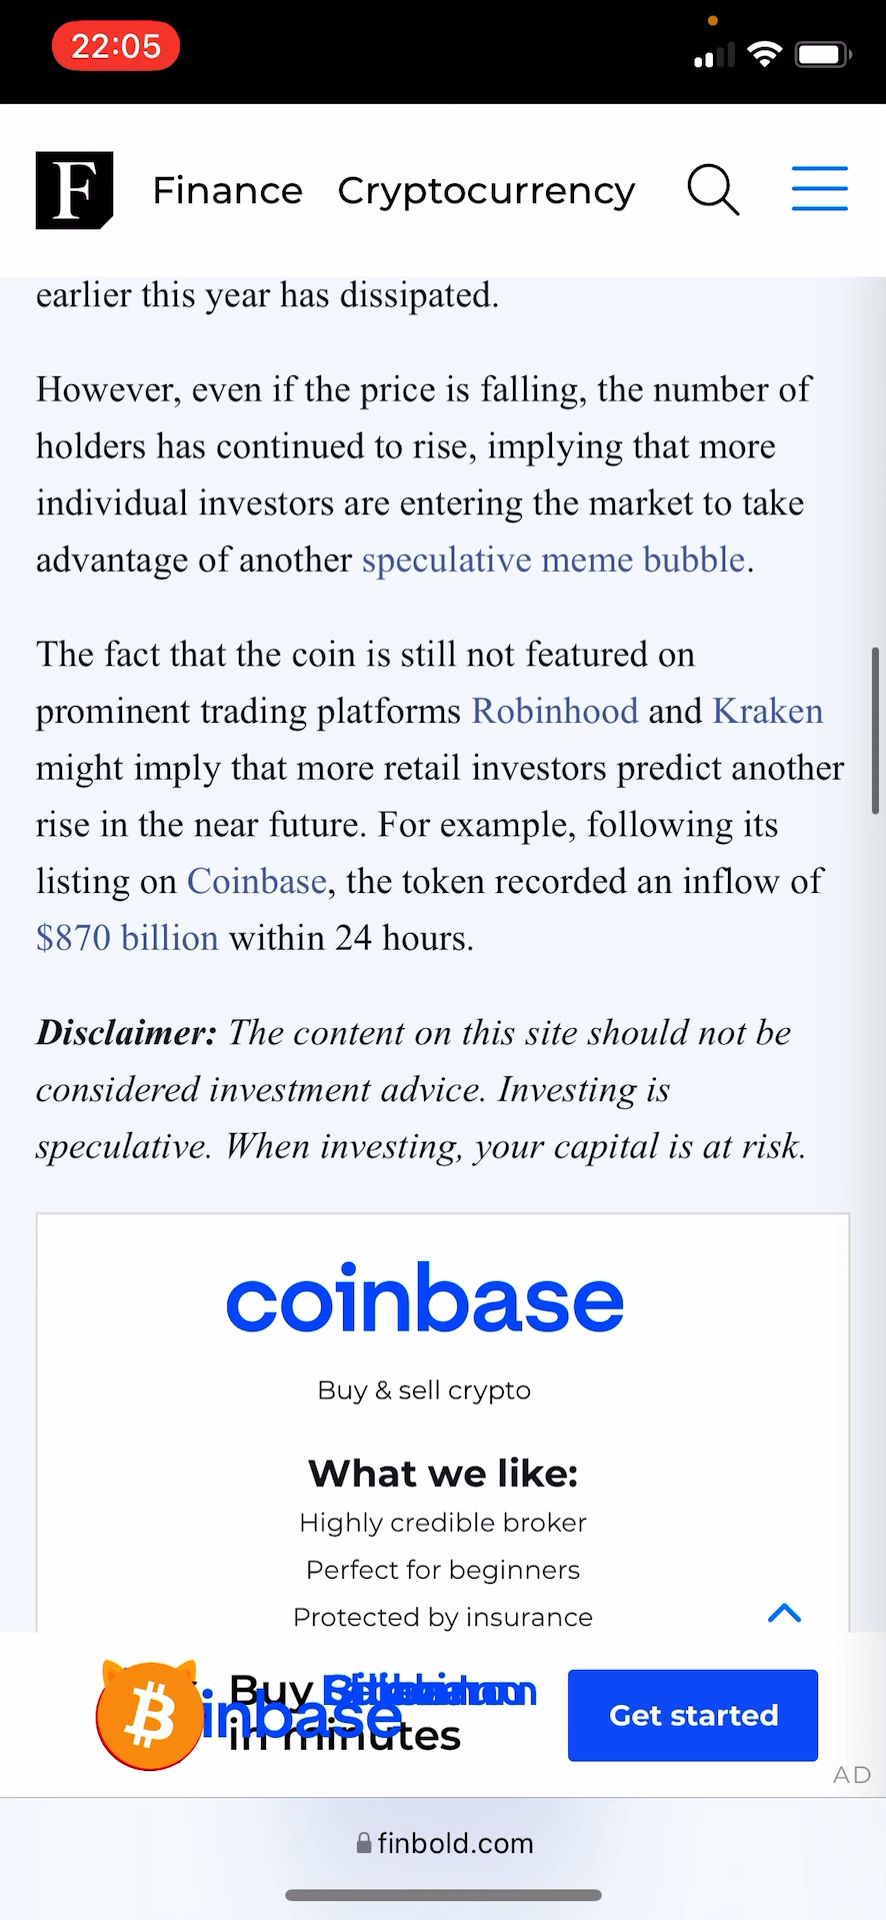 22:05
F Finance Cryptocurrency
earlier this year has dissipated.
However, even if the price is falling, the number of
holders has continued to rise, implying that more
individual investors are entering the market to take
advantage of another speculative meme bubble.
The fact that the coin is still not featured on
prominent trading platforms Robinhood and Kraken
might imply that more retail investors predict another
rise in the near future. For example, following its
listing on Coinbase, the token recorded an inflow of
$870 billion within 24 hours.
Disclaimer: The content on this site should not be
considered investment advice. Investing is
speculative. When investing, your capital is at risk.
coinbase
Buy & sell crypto
What we like:
Highly credible broker
Perfect for beginners
Protected by insurance
Buy
inbase
in minutes
Get started
AD
finbold.com